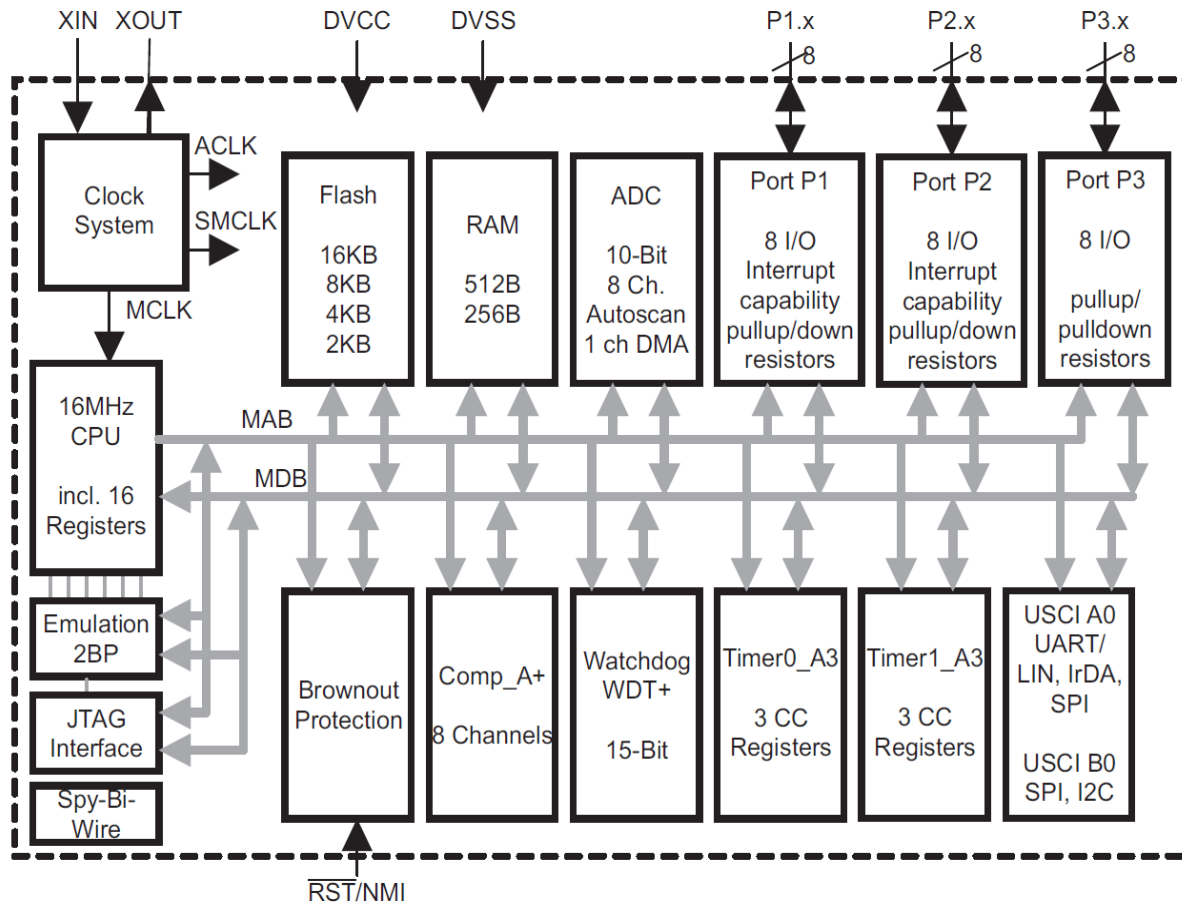 XIN
XOUT
DVCC
DVSS
P1.x
P2.x
P3.x
8
8
8
Clock
System
ACLK
SMCLK
MCLK
Flash
16KB
8KB
4KB
2KB
RAM
512B
256B
ADC
10-Bit
8 Ch.
Autoscan
1 ch DMA
Port P1
8 I/O
Interrupt
capability
pullup/down
resistors
Port P2
8 I/O
Interrupt
capability
pullup/down
resistors
Port P3
8 I/O
pullup/
pulldown
resistors
16MHz
CPU
incl. 16
Registers
MAB
MDB
Emulation
2BP
JTAG
Interface
Spy-Bi-
Wire
Brownout
Protection
Comp_A+
8 Channels
Watchdog
WDT+
15-Bit
Timer0_A3
3 CC
Registers
Timer1_A3
3 CC
Registers
USCI A0
UART/
LIN, IrDA,
SPI
USCI B0
SPI, I2C
RST/NMI